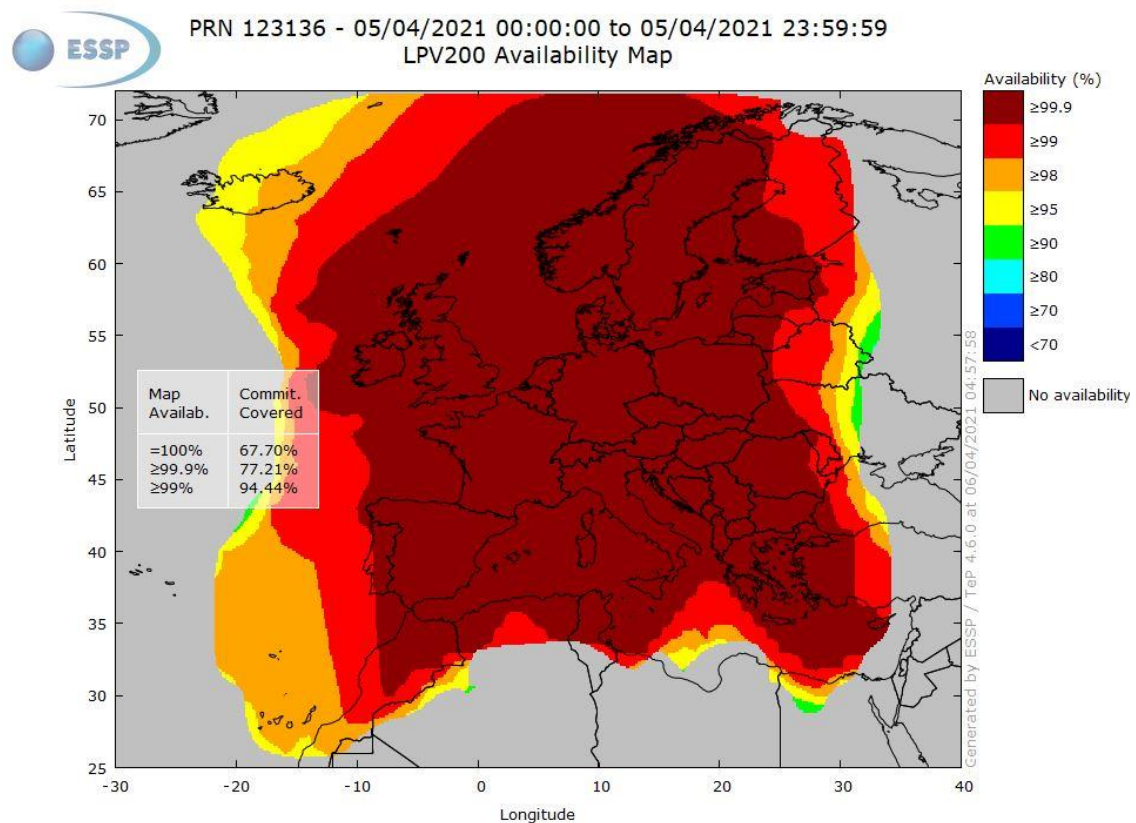 ESSP
PRN 123136 - 05/04/2021 00:00:00 to 05/04/2021 23:59:59
LPV200 Availability Map
Availability (%)
≥99.9
≥99
≥98
≥95
≥90
≥80
≥70
<70
No availability
70
65
60
55
50
45
40
35
30
25
Latitude
Map Availab.
Commit. Covered
=100% 67.70%
≥99.9% 77.21%
≥99% 94.44%
-30 -20 -10 0 10 20 30 40
Longitude
Generated by ESSP / TeP 4.6.0 at 06/04/2021 04:57:58